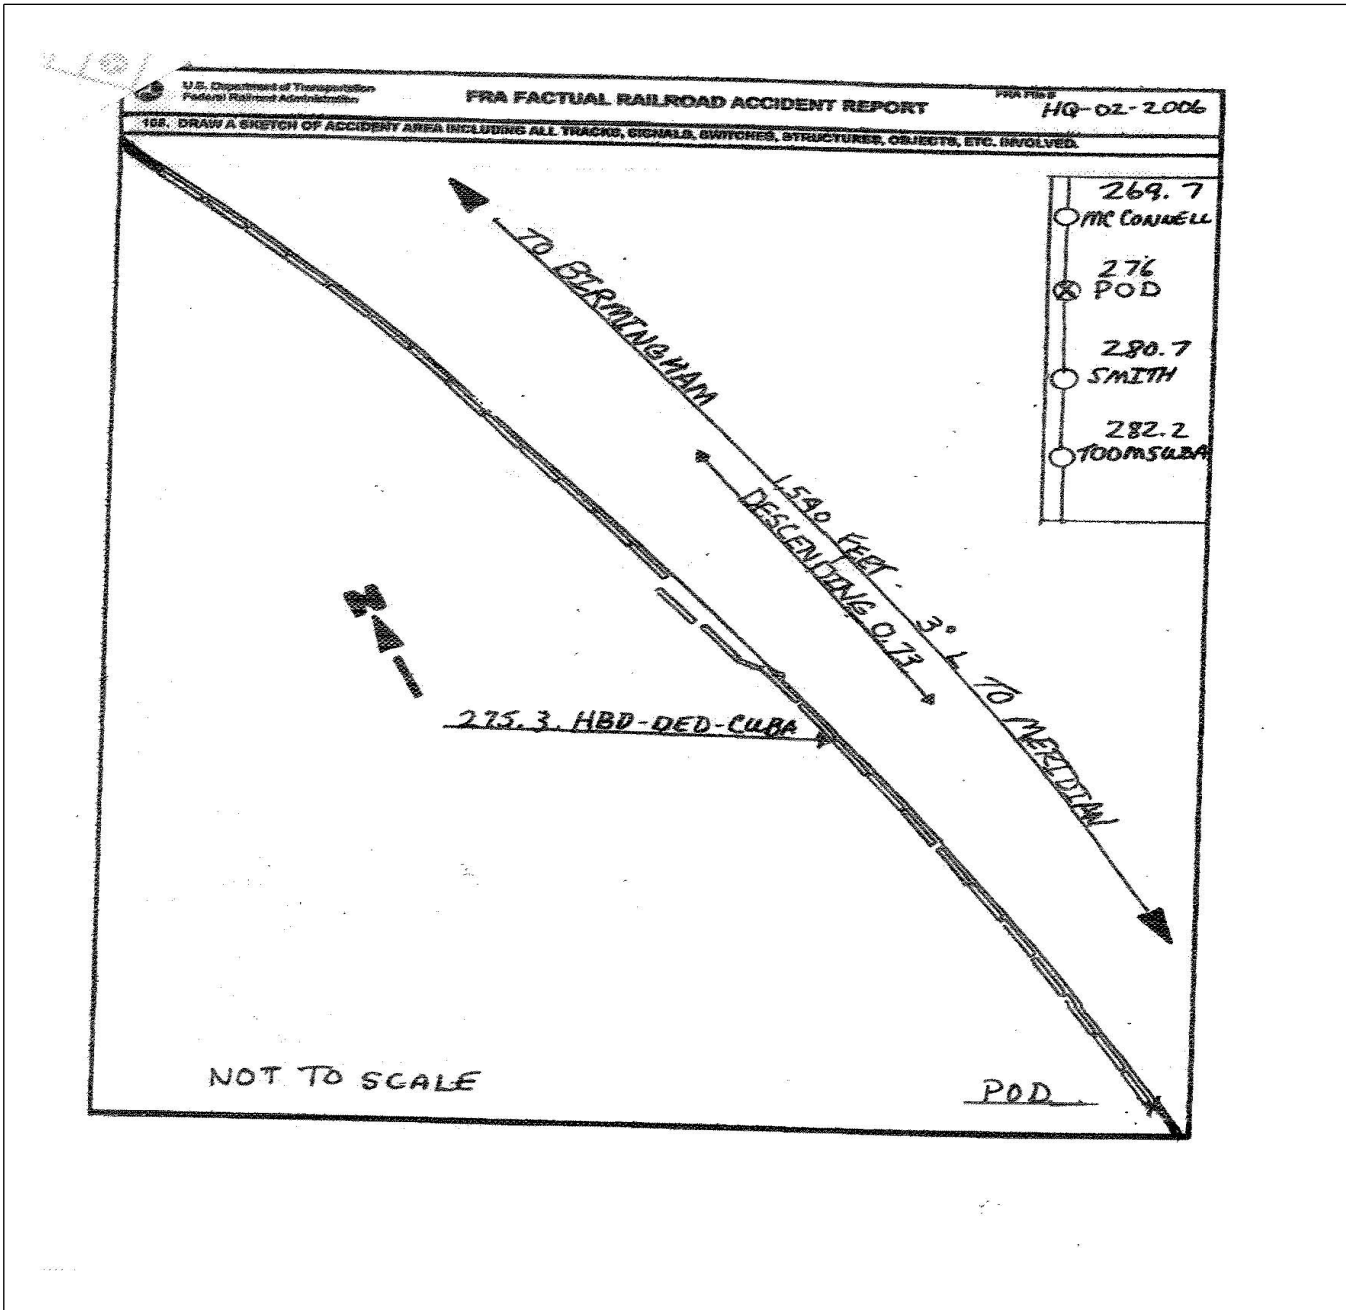 U.S. Department of Transportation
Federal Railroad Administration
FRA FACTUAL RAILROAD ACCIDENT REPORT
FRA File #
HQ-02-2006
108. DRAW A SKETCH OF ACCIDENT AREA INCLUDING ALL TRACKS, SIGNALS, SWITCHES, STRUCTURES, OBJECTS, ETC. INVOLVED.
269.7
MC CONNELL
276
POD
280.7
SMITH
282.2
TOOMSUBA
TO BIRMINGHAM
1,540 FEET - 3° L TO MERIDIAN
DESCENDING 0.73
N
275.3 HBD-DED-CUBA
NOT TO SCALE
POD